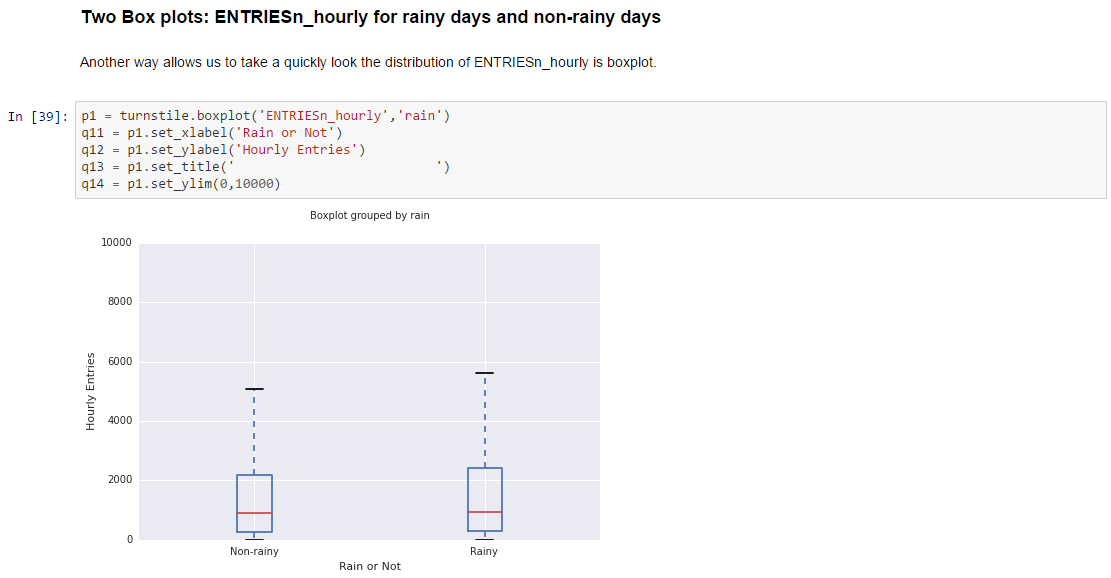 Two Box plots: ENTRIESn_hourly for rainy days and non-rainy days
Another way allows us to take a quickly look the distribution of ENTRIESn_hourly is boxplot.
In [39]:
p1 = turnstile.boxplot('ENTRIESn_hourly','rain')
q11 = p1.set_xlabel('Rain or Not')
q12 = p1.set_ylabel('Hourly Entries')
q13 = p1.set_title('                          ')
q14 = p1.set_ylim(0,10000)
Boxplot grouped by rain
10000
8000
6000
4000
2000
0
Hourly Entries
Non-rainy
Rainy
Rain or Not